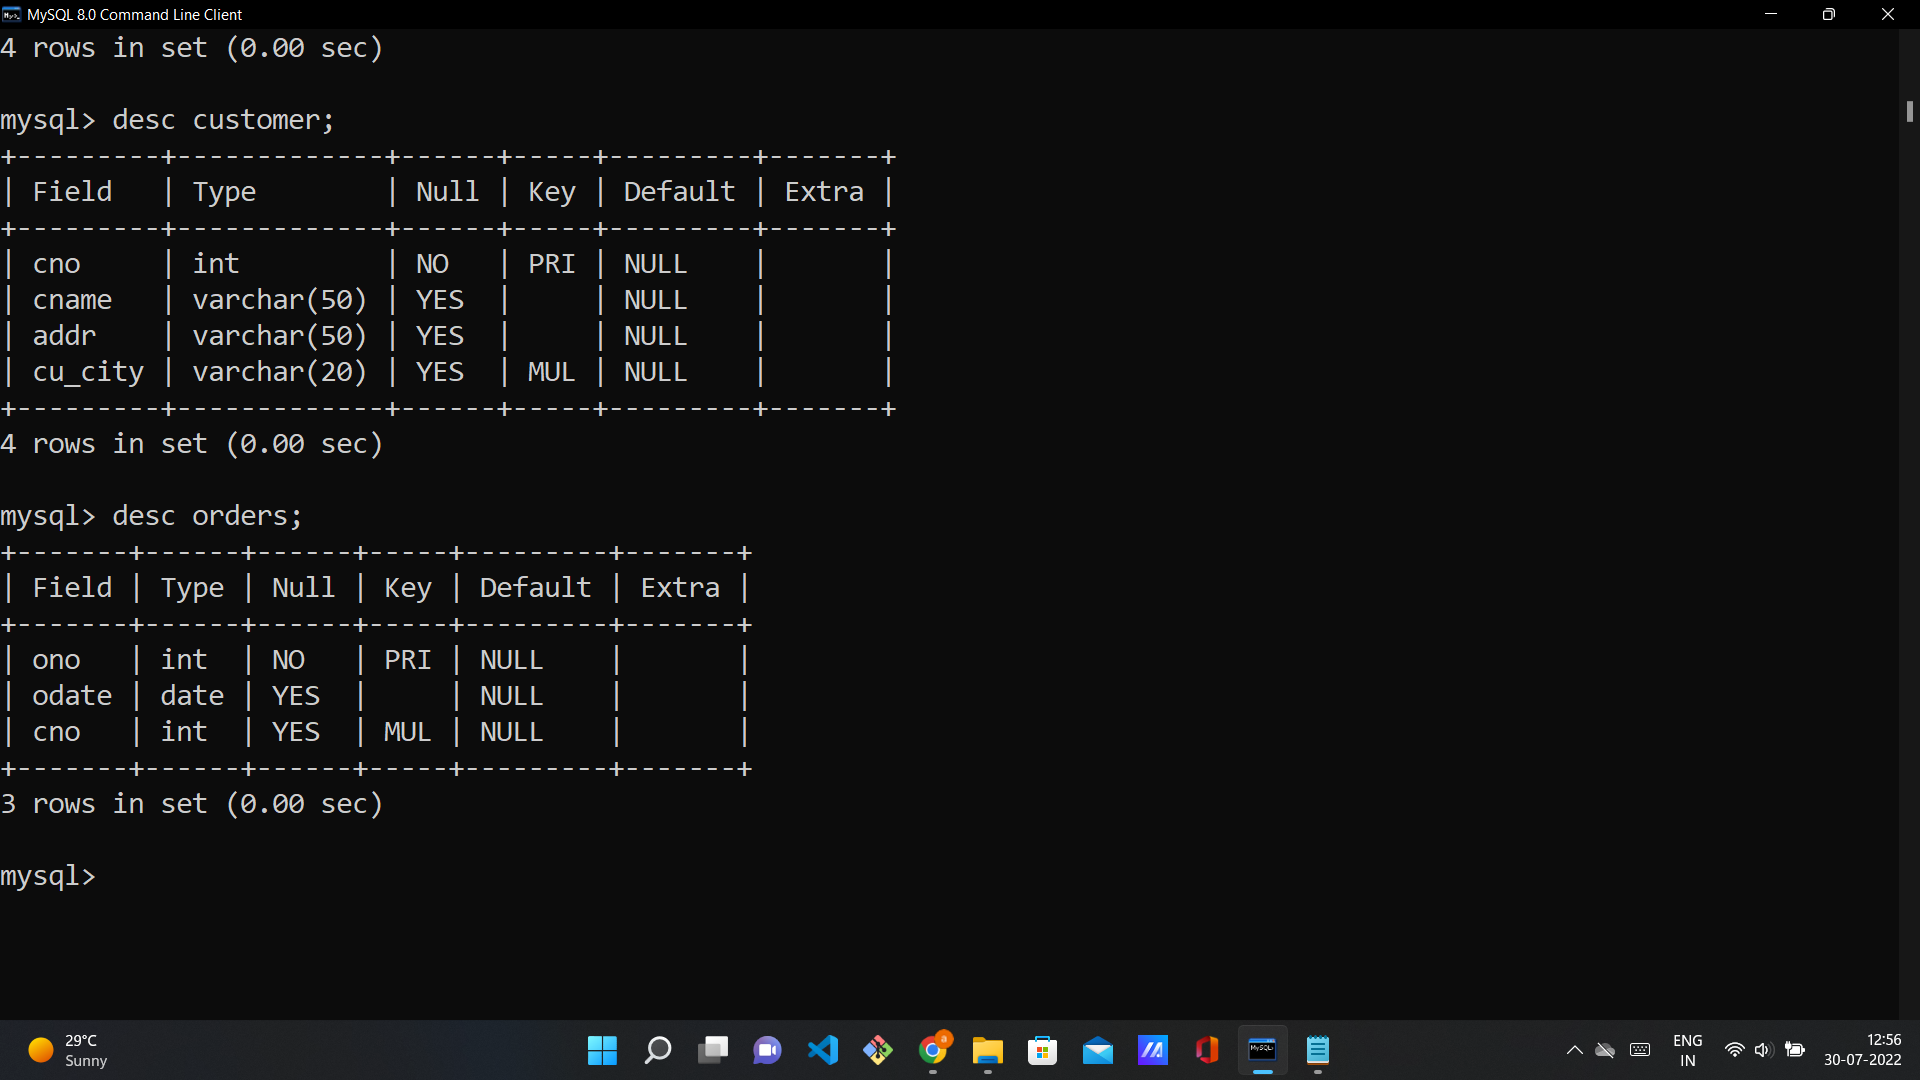 MySQL 8.0 Command Line Client
4 rows in set (0.00 sec)
mysql> desc customer;
+---------+-------------+------+-----+---------+-------+
| Field   | Type        | Null | Key | Default | Extra |
+---------+-------------+------+-----+---------+-------+
| cno     | int         | NO   | PRI | NULL    |       |
| cname   | varchar(50) | YES  |     | NULL    |       |
| addr    | varchar(50) | YES  |     | NULL    |       |
| cu_city | varchar(20) | YES  | MUL | NULL    |       |
+---------+-------------+------+-----+---------+-------+
4 rows in set (0.00 sec)
mysql> desc orders;
+-------+------+------+-----+---------+-------+
| Field | Type | Null | Key | Default | Extra |
+-------+------+------+-----+---------+-------+
| ono   | int  | NO   | PRI | NULL    |       |
| odate | date | YES  |     | NULL    |       |
| cno   | int  | YES  | MUL | NULL    |       |
+-------+------+------+-----+---------+-------+
3 rows in set (0.00 sec)
mysql>
29°C
Sunny
a
MySQL>
ENG
IN
12:56
30-07-2022